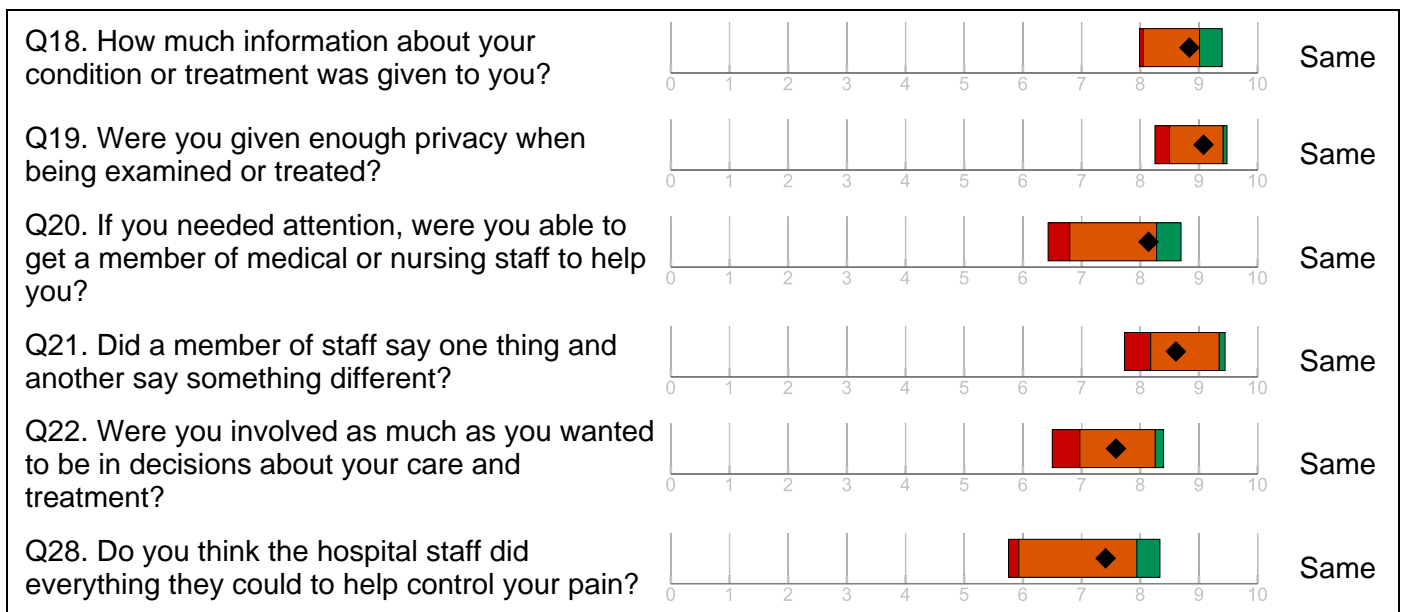 Q18. How much information about your
condition or treatment was given to you?
0 1 2 3 4 5 6 7 8 9 10
Same
Q19. Were you given enough privacy when
being examined or treated?
0 1 2 3 4 5 6 7 8 9 10
Same
Q20. If you needed attention, were you able to
get a member of medical or nursing staff to help
you?
0 1 2 3 4 5 6 7 8 9 10
Same
Q21. Did a member of staff say one thing and
another say something different?
0 1 2 3 4 5 6 7 8 9 10
Same
Q22. Were you involved as much as you wanted
to be in decisions about your care and
treatment?
0 1 2 3 4 5 6 7 8 9 10
Same
Q28. Do you think the hospital staff did
everything they could to help control your pain?
0 1 2 3 4 5 6 7 8 9 10
Same